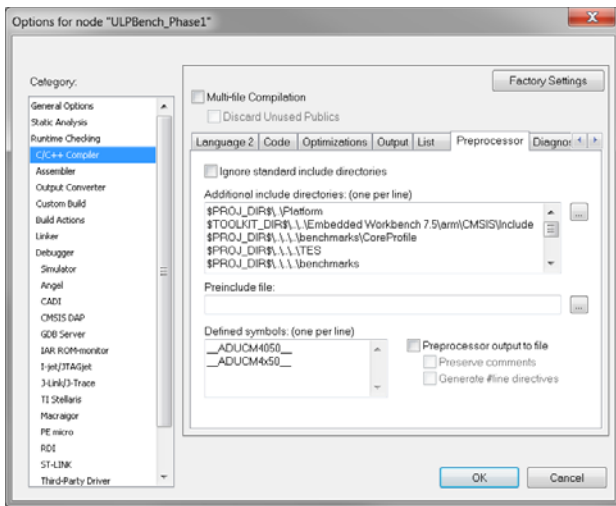 Options for node "ULPBench_Phase1"
Category:
General Options
Static Analysis
Runtime Checking
C/C++ Compiler
Assembler
Output Converter
Custom Build
Build Actions
Linker
Debugger
Simulator
Angel
CADI
CMSIS DAP
GDB Server
IAR ROM-monitor
I-jet/JTAGjet
J-Link/J-Trace
TI Stellaris
Macraigor
PE micro
RDI
ST-LINK
Third-Party Driver
Factory Settings
Multi-file Compilation
Discard Unused Publics
Language 2 Code Optimizations Output List Preprocessor Diagnos
Ignore standard include directories
Additional include directories: (one per line)
$PROJ_DIR$\..\Platform
$TOOLKIT_DIR$\..\..\Embedded Workbench 7.5\arm\CMSIS\Include
$PROJ_DIR$\..\..\..\benchmarks\CoreProfile
$PROJ_DIR$\..\..\..\TES
$PROJ_DIR$\..\..\..\benchmarks
...
Preinclude file:
...
Defined symbols: (one per line)
__ADUCM4050__
__ADUCM4x50__
Preprocessor output to file
Preserve comments
Generate #line directives
OK Cancel